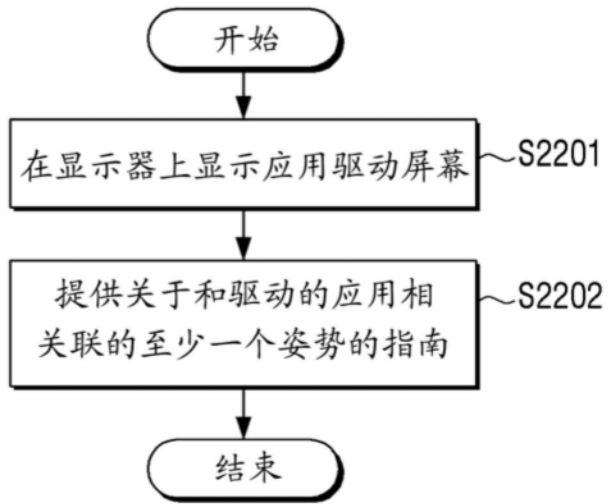 开始
在显示器上显示应用驱动屏幕
S2201
提供关于和驱动的应用相
关联的至少一个姿势的指南
S2202
结束